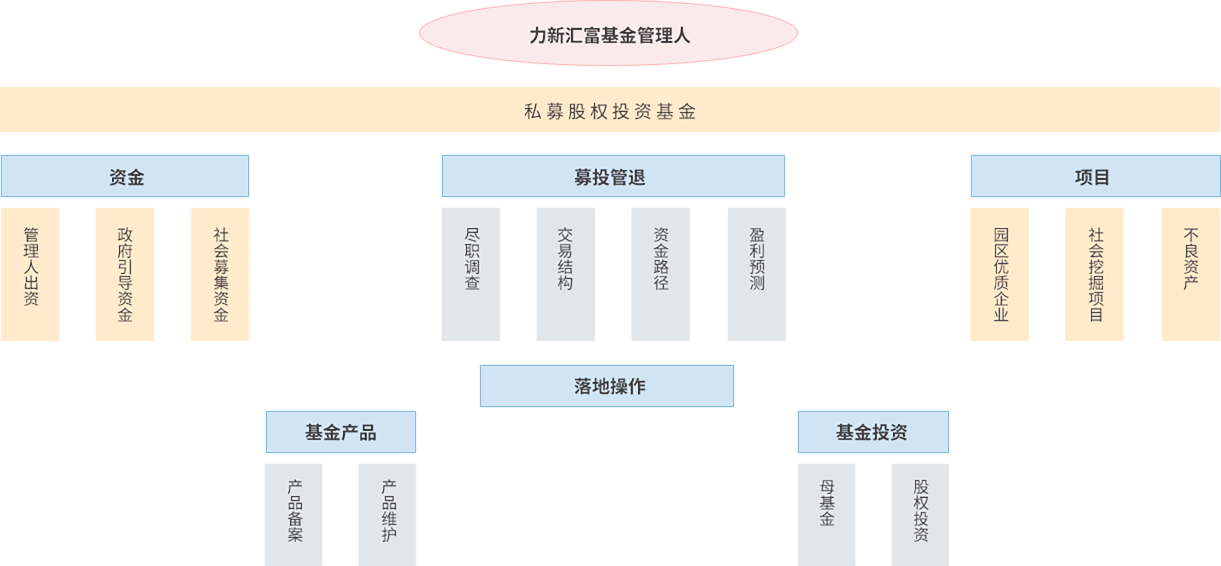 力新汇富基金管理人
私募股权投资基金
资金
募投管退
项目
管理人出资
政府引导资金
社会募集资金
尽职调查
交易结构
资金路径
盈利预测
园区优质企业
社会挖掘项目
不良资产
落地操作
基金产品
基金投资
产品备案
产品维护
母基金
股权投资